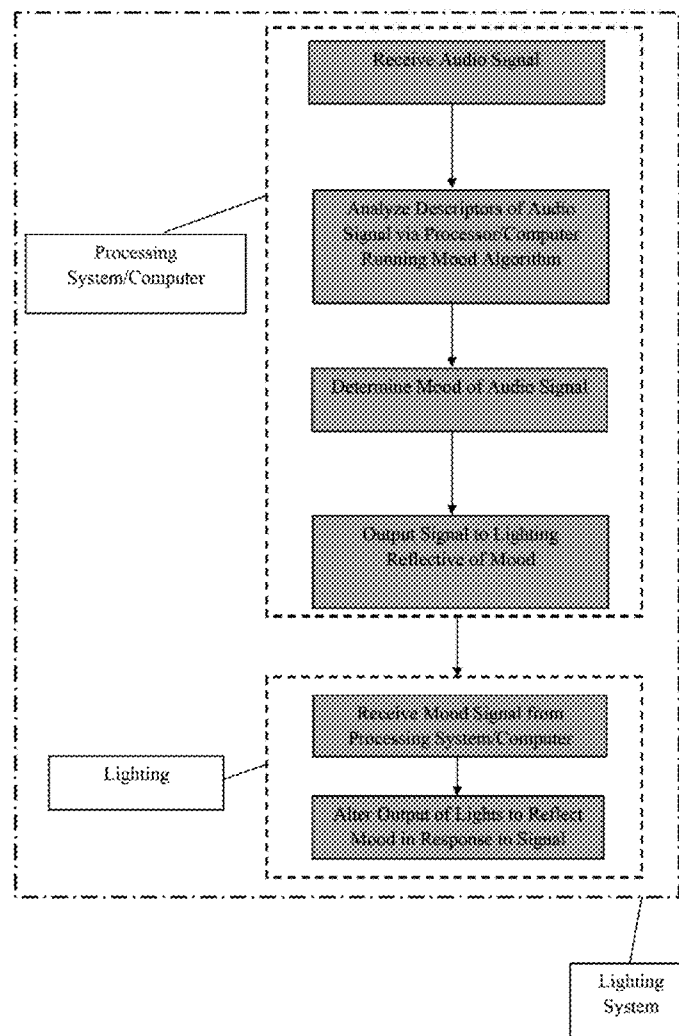 Receive Audio Signal
Analyze Descriptors of Audio
Signal via Processor/Computer
Running Mood Algorithm
Processing
System/Computer
Determine Mood of Audio Signal
Output Signal to Lighting
Reflective of Mood
Receive Mood Signal from
Processing System/Computer
Lighting
Alter Output of Lights to Reflect
Mood in Response to Signal
Lighting
System